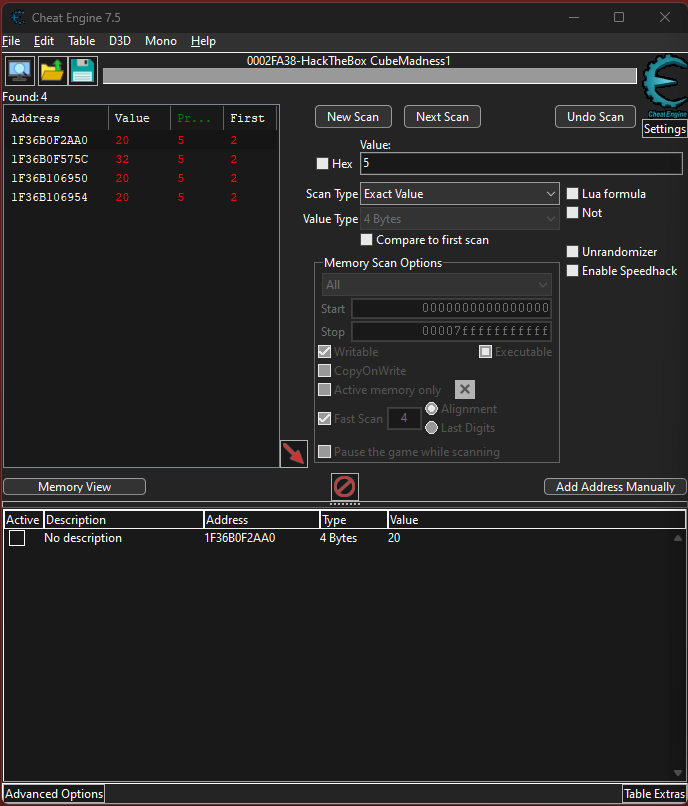 Cheat Engine 7.5
File Edit Table D3D Mono Help
0002FA38-HackTheBox CubeMadness1
Found: 4
Cheat Engine
Settings
Address Value Pr... First
1F36B0F2AA0 20 5 2
1F36B0F575C 32 5 2
1F36B106950 20 5 2
1F36B106954 20 5 2
New Scan Next Scan Undo Scan
Value:
Hex 5
Scan Type Exact Value
Lua formula
Not
Value Type 4 Bytes
Compare to first scan
Unrandomizer
Enable Speedhack
Memory Scan Options
All
Start 0000000000000000
Stop 00007fffffffffff
Writable Executable
CopyOnWrite
Active memory only
Fast Scan 4 Alignment
Last Digits
Pause the game while scanning
Memory View Add Address Manually
Active Description Address Type Value
No description 1F36B0F2AA0 4 Bytes 20
Advanced Options Table Extras